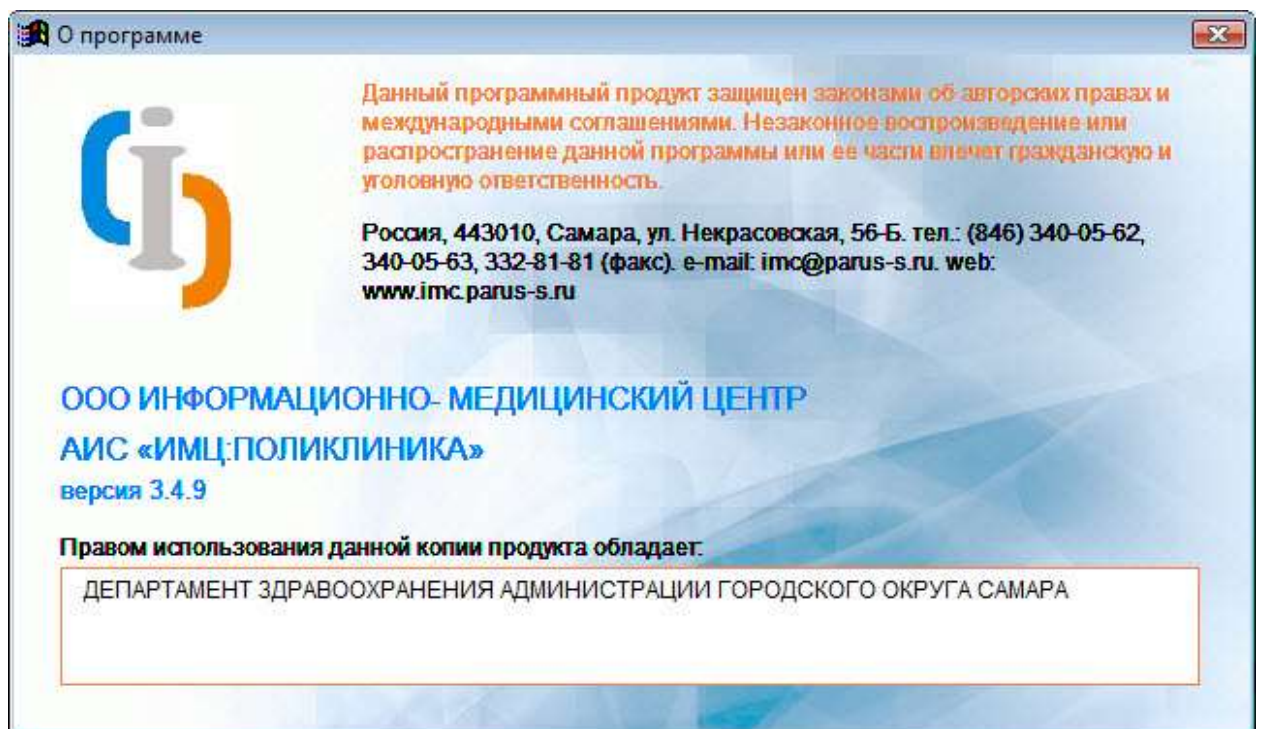 О программе
Данный программный продукт защищен законами об авторских правах и
международными соглашениями. Незаконное воспроизведение или
распространение данной программы или ее части влечет гражданскую и
уголовную ответственность.
Россия, 443010, Самара, ул. Некрасовская, 56-Б. тел.: (846) 340-05-62,
340-05-63, 332-81-81 (факс). e-mail: imc@parus-s.ru. web:
www.imc.parus-s.ru
ООО ИНФОРМАЦИОННО- МЕДИЦИНСКИЙ ЦЕНТР
АИС «ИМЦ:ПОЛИКЛИНИКА»
версия 3.4.9
Правом использования данной копии продукта обладает:
ДЕПАРТАМЕНТ ЗДРАВООХРАНЕНИЯ АДМИНИСТРАЦИИ ГОРОДСКОГО ОКРУГА САМАРА